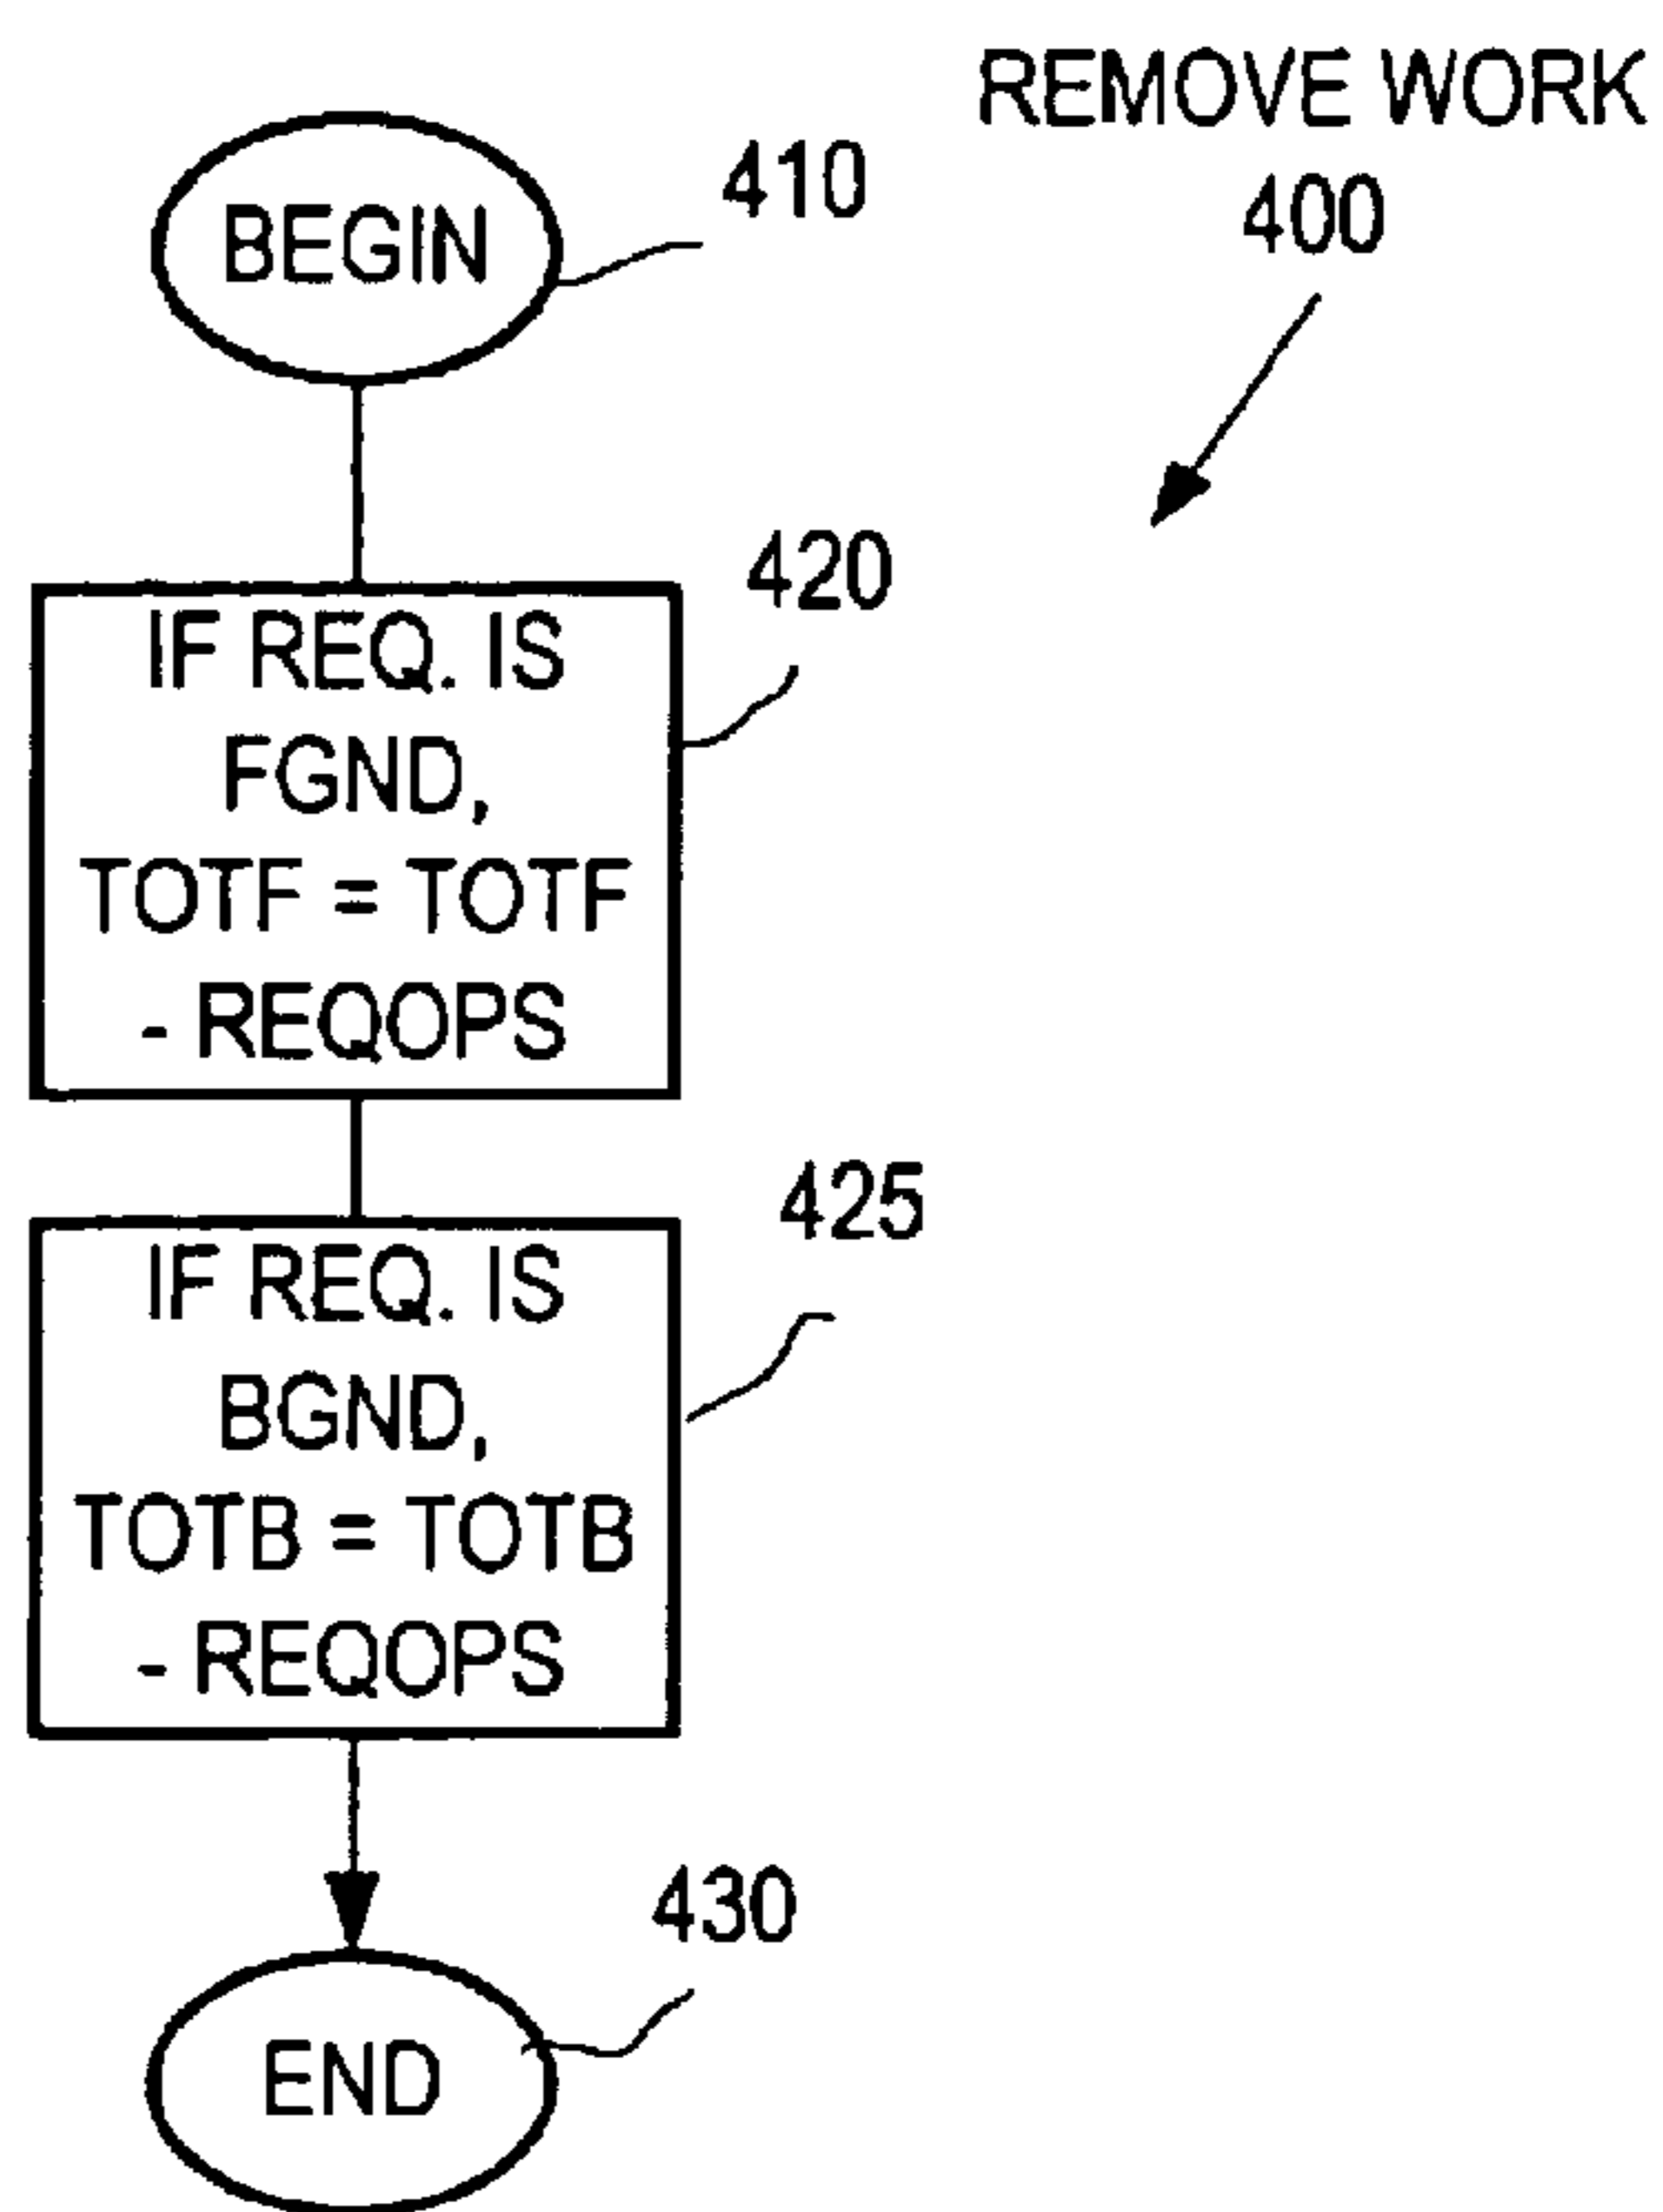 REMOVE WORK
400
BEGIN
410
420
IF REQ. IS
FGND,
TOTF = TOTF
- REQOPS
425
IF REQ. IS
BGND,
TOTB = TOTB
- REQOPS
430
END